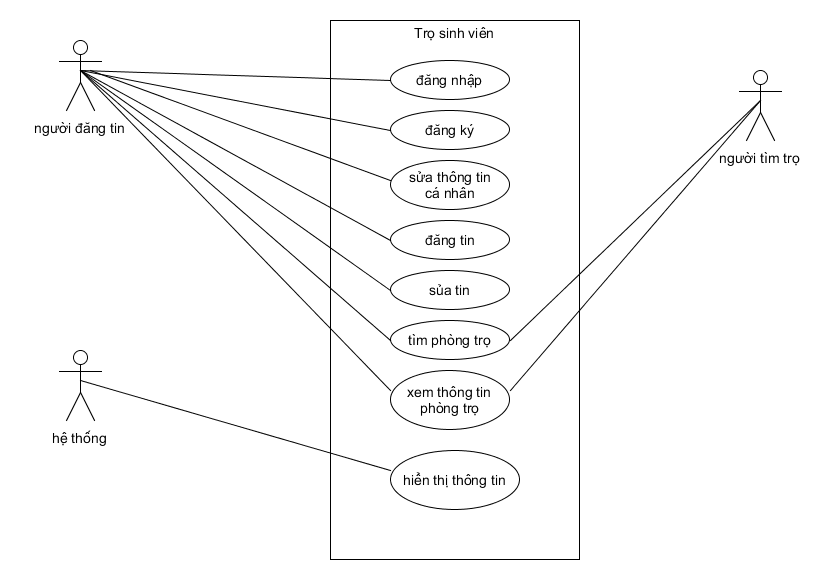 Trọ sinh viên
đăng nhập
người đăng tin
đăng ký
người tìm trọ
sửa thông tin
cá nhân
đăng tin
sủa tin
tìm phòng trọ
xem thông tin
phòng trọ
hệ thống
hiển thị thông tin